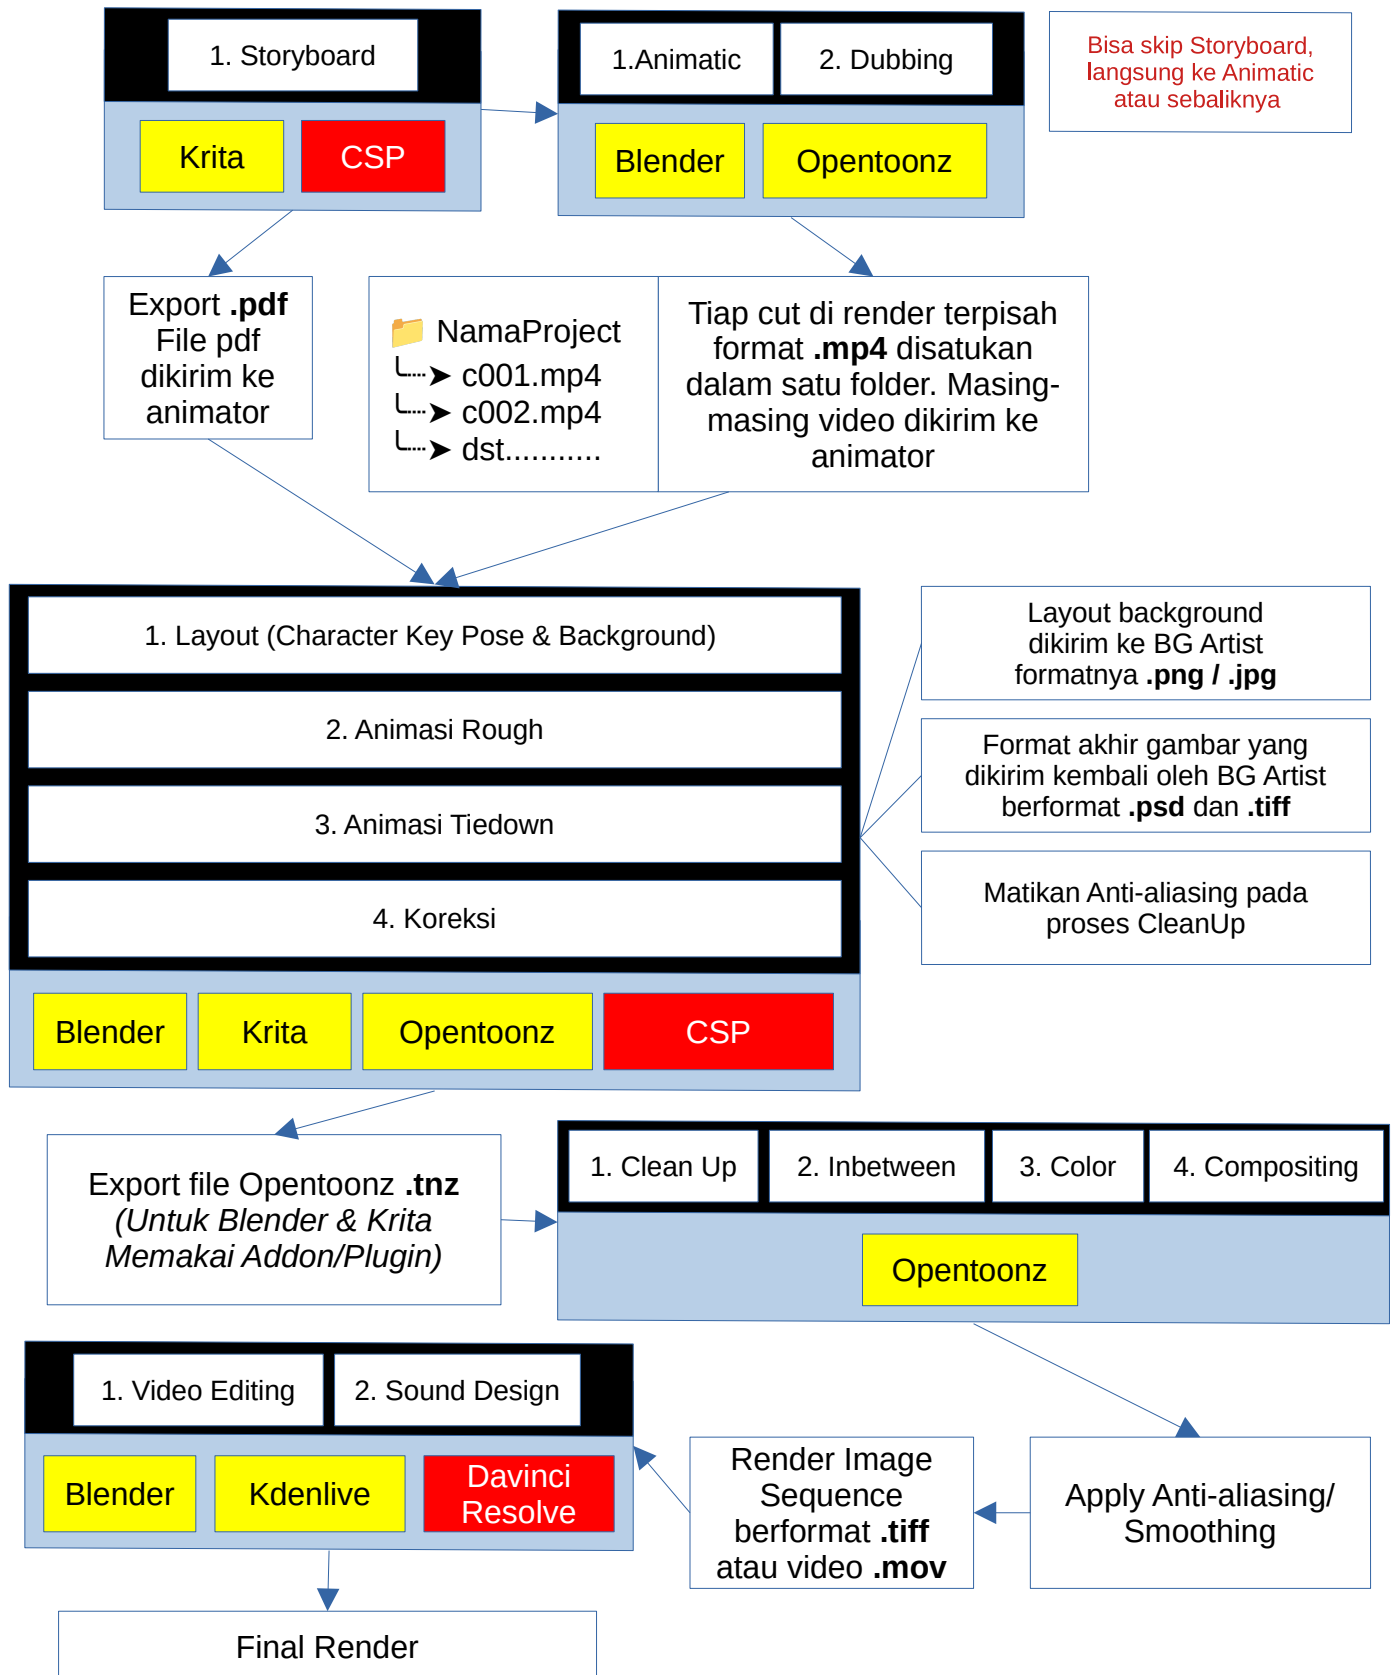 1. Storyboard
Krita
CSP
1.Animatic
2. Dubbing
Blender
Opentoonz
Bisa skip Storyboard,
langsung ke Animatic
atau sebaliknya
Export .pdf
File pdf
dikirim ke
animator
📁 NamaProject
╰┈➤ c001.mp4
╰┈➤ c002.mp4
╰┈➤ dst...........
Tiap cut di render terpisah
format .mp4 disatukan
dalam satu folder. Masing-
masing video dikirim ke
animator
1. Layout (Character Key Pose & Background)
2. Animasi Rough
3. Animasi Tiedown
4. Koreksi
Blender
Krita
Opentoonz
CSP
Layout background
dikirim ke BG Artist
formatnya .png / .jpg
Format akhir gambar yang
dikirim kembali oleh BG Artist
berformat .psd dan .tiff
Matikan Anti-aliasing pada
proses CleanUp
Export file Opentoonz .tnz
(Untuk Blender & Krita
Memakai Addon/Plugin)
1. Clean Up
2. Inbetween
3. Color
4. Compositing
Opentoonz
Apply Anti-aliasing/
Smoothing
Render Image
Sequence
berformat .tiff
atau video .mov
1. Video Editing
2. Sound Design
Blender
Kdenlive
Davinci
Resolve
Final Render